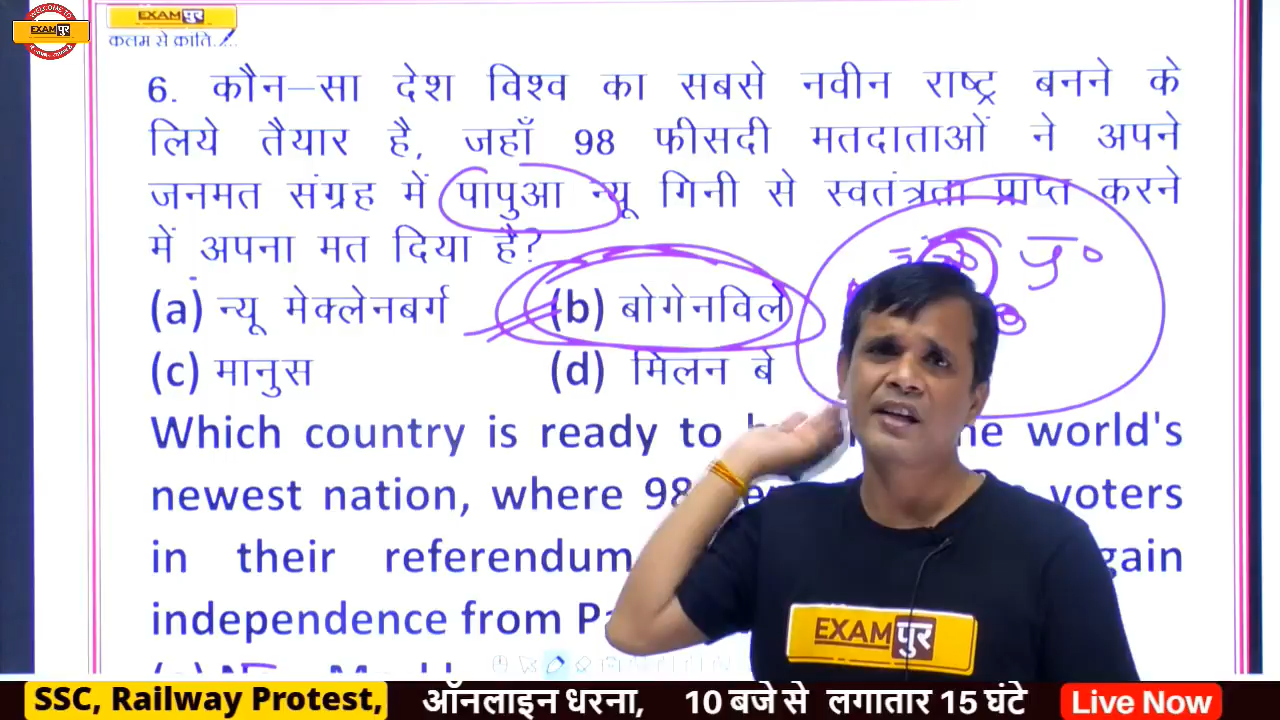 WELCOME TO
EXAMपुर
EXAMपुर
कलम से क्रांति...
6. कौन–सा देश विश्व का सबसे नवीन राष्ट्र बनने के
लिये तैयार है, जहाँ 98 फीसदी मतदाताओं ने अपने
जनमत संग्रह में पापुआ न्यू गिनी से स्वतंत्रता प्राप्त करने
में अपना मत दिया है?
(a) न्यू मेक्लेनबर्ग (b) बोगेनविले
(c) मानुस (d) मिलन बे
Which country is ready to the world's
newest nation, where 98 voters
in their referendum gain
independence from
EXAMपुर
SSC, Railway Protest, ऑनलाइन धरना, 10 बजे से लगातार 15 घंटे Live Now